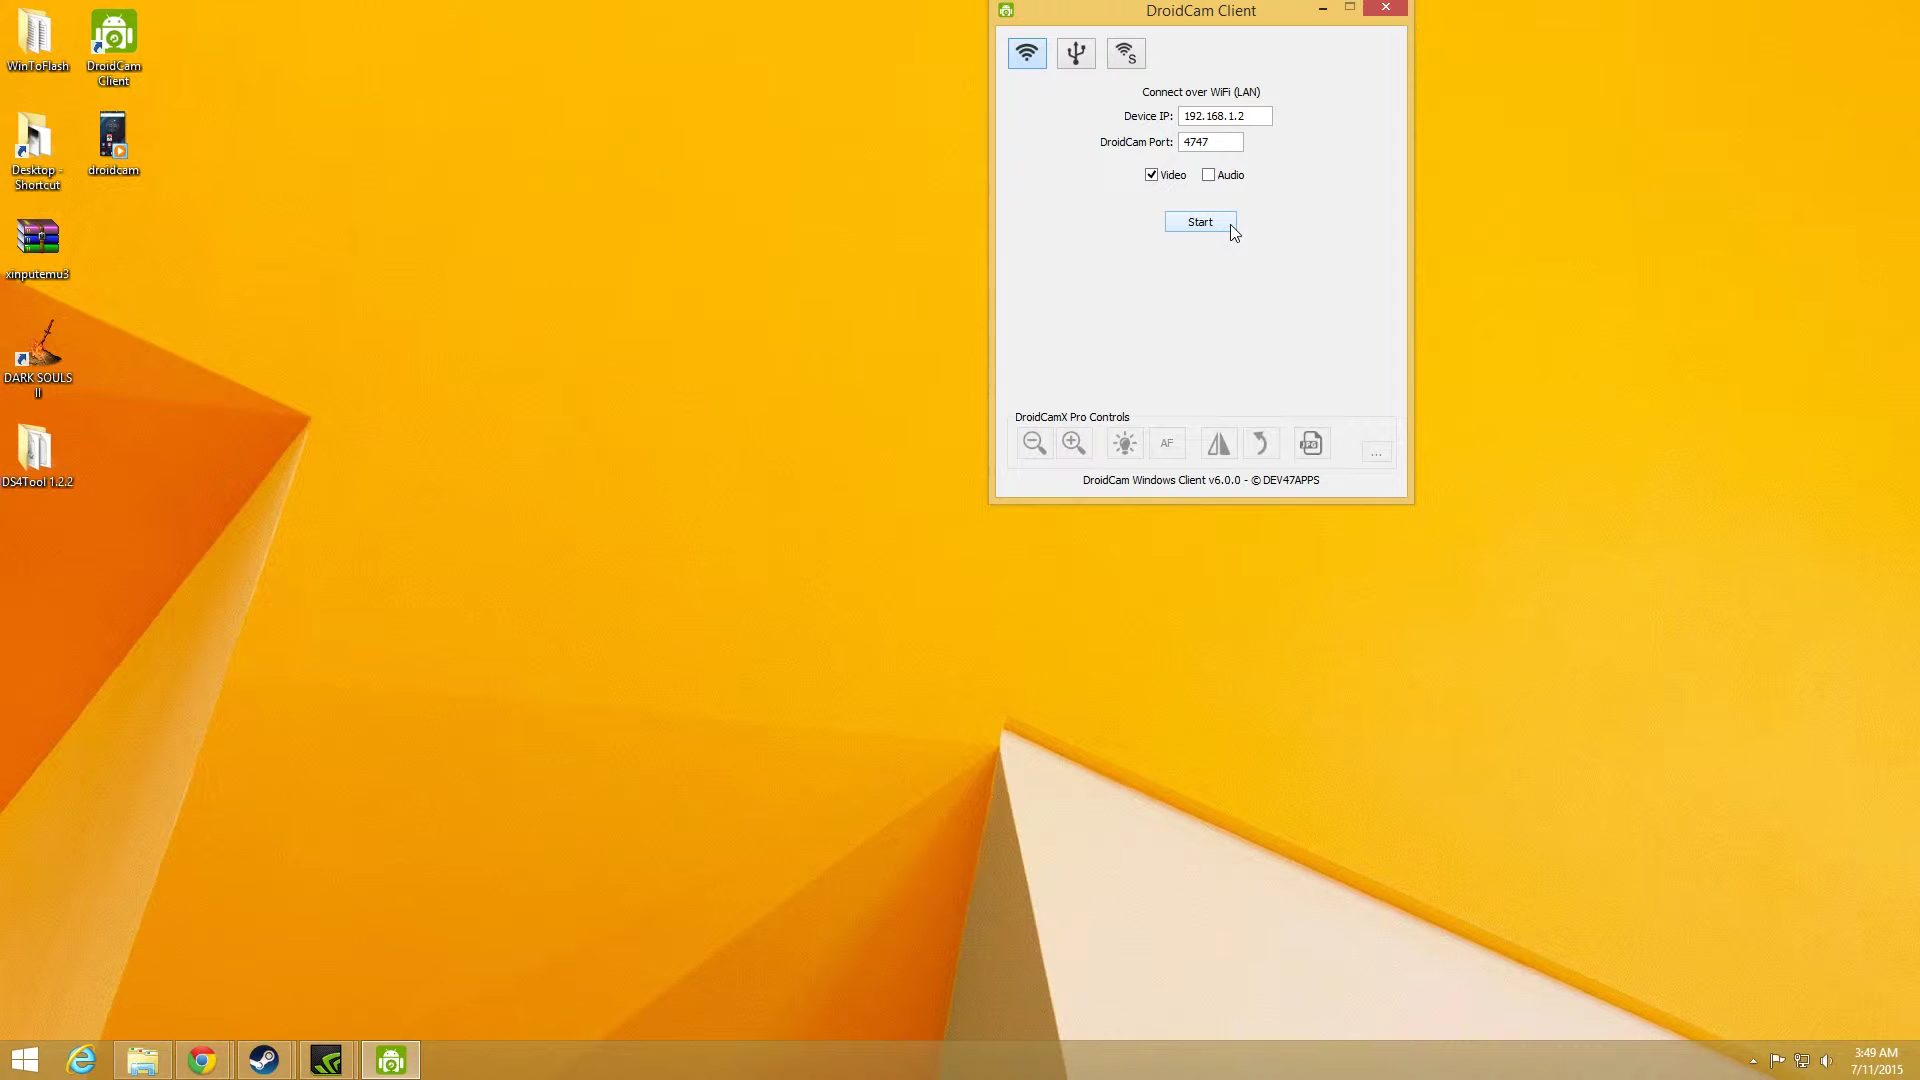 WinToFlash
DroidCam
Client
Desktop -
Shortcut
droidcam
xinputemu3
DARK SOULS
II
DS4Tool 1.2.2
DroidCam Client
S
Connect over WiFi (LAN)
Device IP: 192.168.1.2
DroidCam Port: 4747
Video Audio
Start
DroidCamX Pro Controls
AF
JPG
...
DroidCam Windows Client v6.0.0 - © DEV47APPS
3:49 AM
7/11/2015